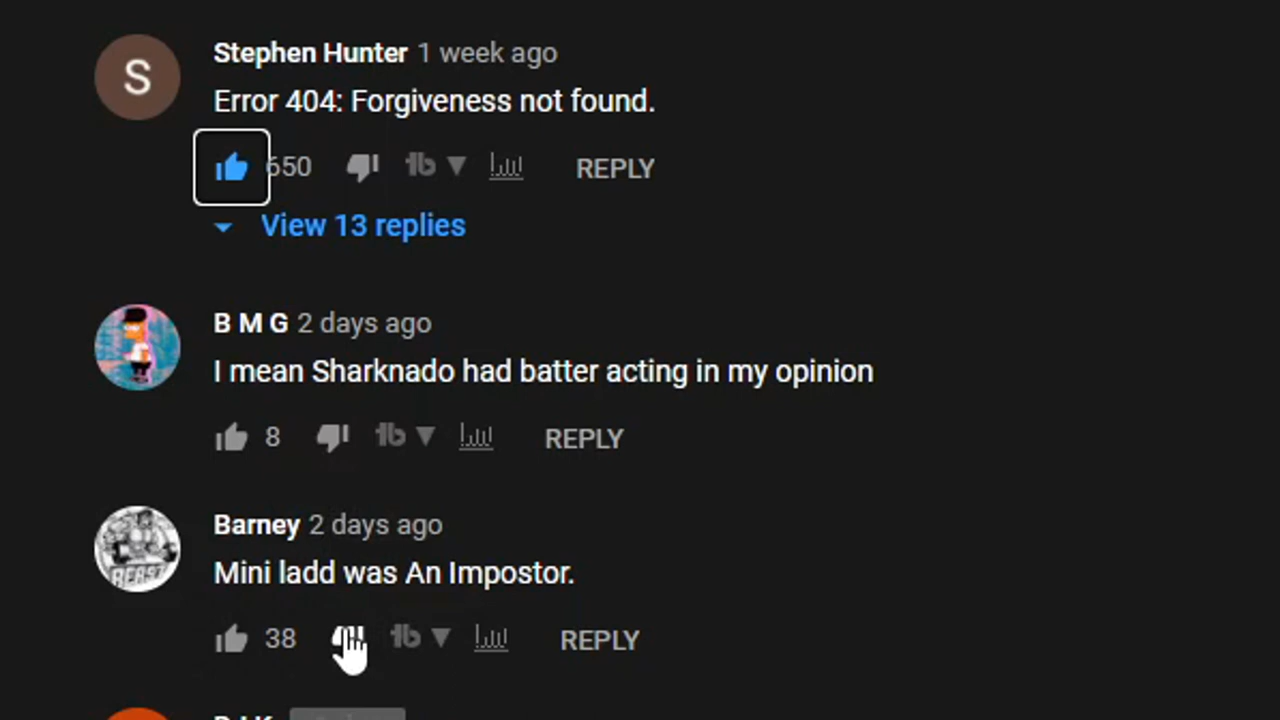 S
Stephen Hunter 1 week ago
Error 404: Forgiveness not found.
650 REPLY
View 13 replies
B M G 2 days ago
I mean Sharknado had batter acting in my opinion
8 REPLY
Barney 2 days ago
BEAST
Mini ladd was An Impostor.
38 REPLY